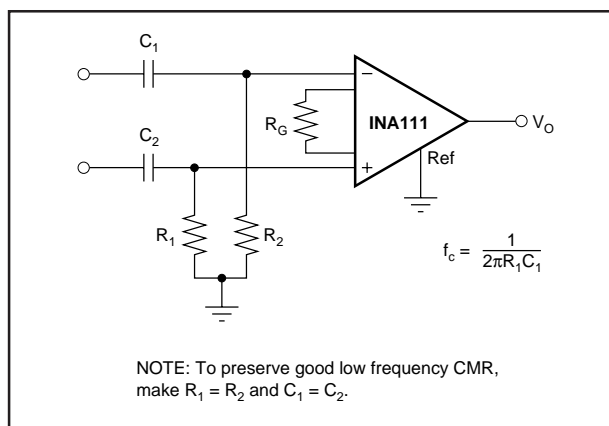 C1
C2
RG
−
INA111
+
Ref
VO
R1
R2
fc = 1 / 2πR1C1
NOTE: To preserve good low frequency CMR,
make R1 = R2 and C1 = C2.